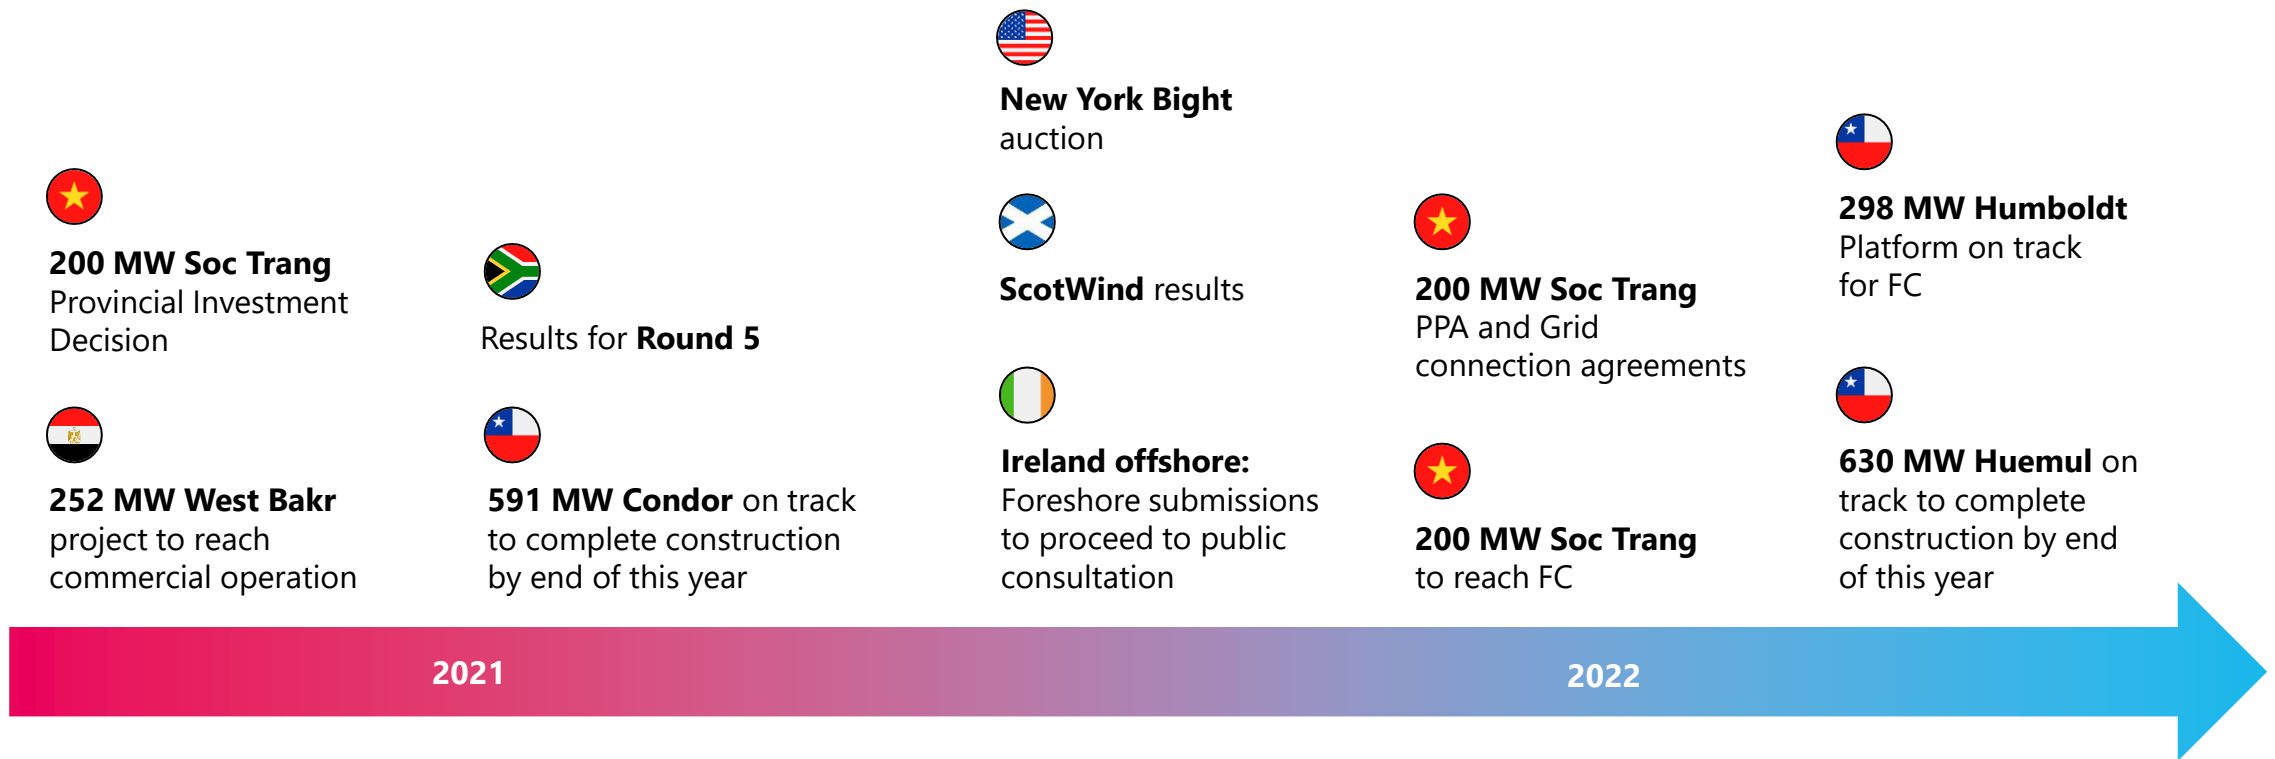 200 MW Soc Trang
Provincial Investment
Decision
252 MW West Bakr
project to reach
commercial operation
Results for Round 5
591 MW Condor on track
to complete construction
by end of this year
New York Bight
auction
ScotWind results
Ireland offshore:
Foreshore submissions
to proceed to public
consultation
200 MW Soc Trang
PPA and Grid
connection agreements
200 MW Soc Trang
to reach FC
298 MW Humboldt
Platform on track
for FC
630 MW Huemul on
track to complete
construction by end
of this year
2021
2022